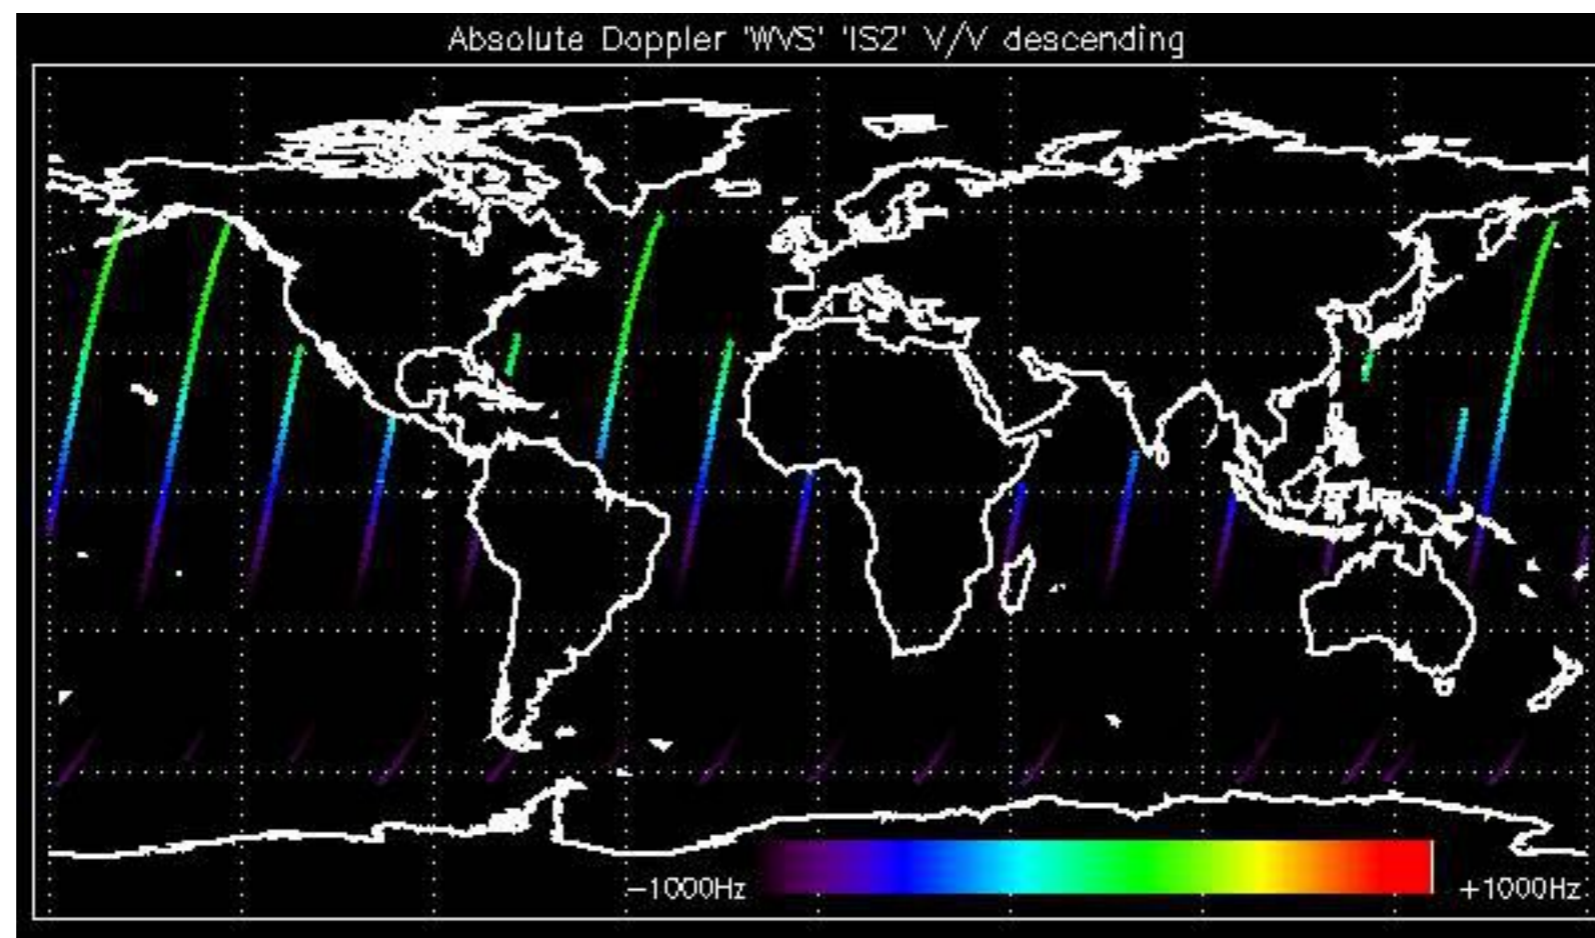 Absolute Doppler 'WVS' 'IS2' V/V descending
−1000Hz +1000Hz